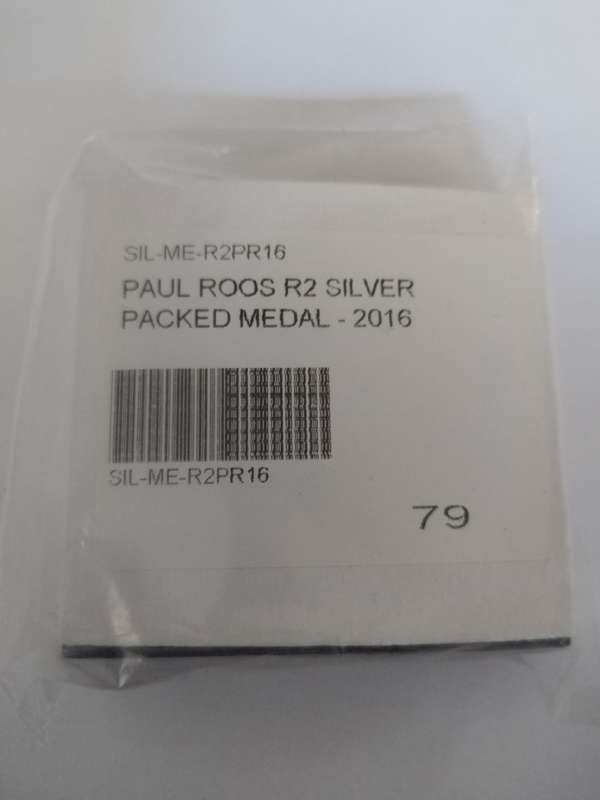 SIL-ME-R2PR16
PAUL ROOS R2 SILVER
PACKED MEDAL - 2016
SIL-ME-R2PR16
79